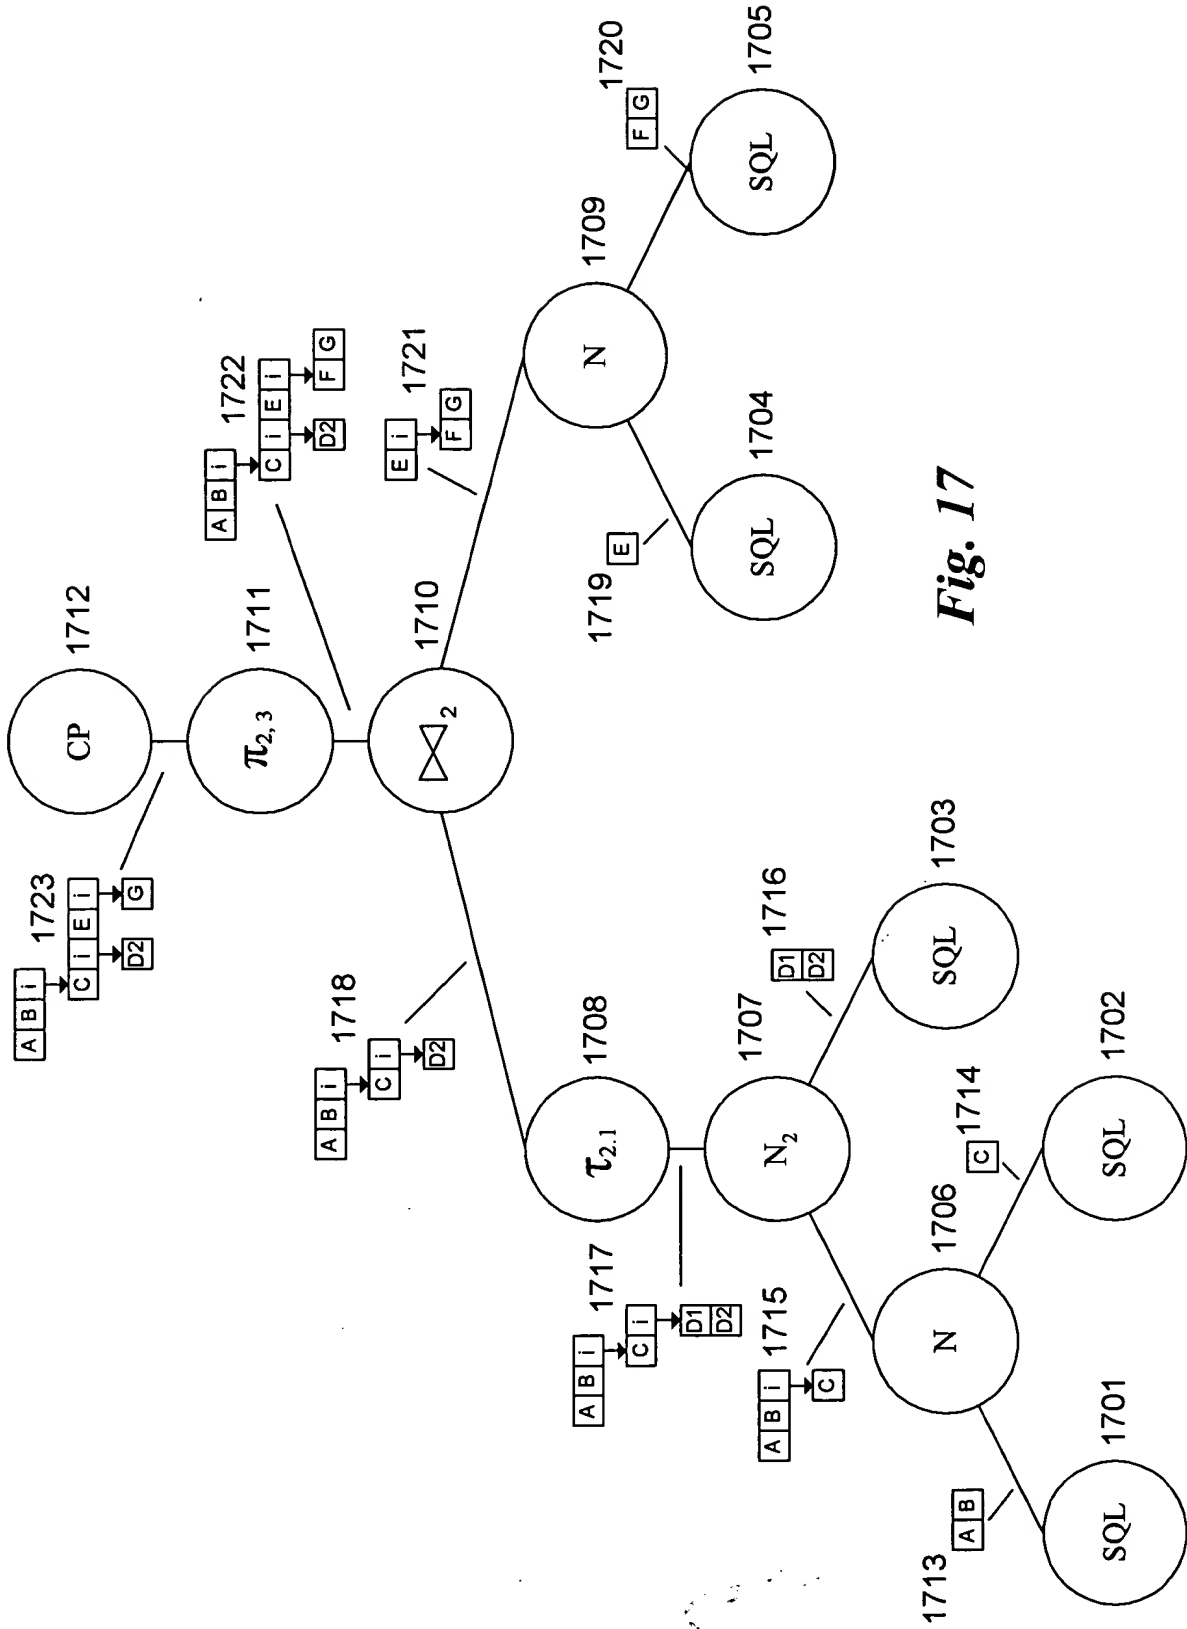 CP
1712
A B i
1723
C i E i
D2
G
π2, 3
1711
A B i
1722
C i E i
D2
F G
⋈2
1710
A B i
1718
C i
D2
E i
1721
F G
τ2.1
1708
N
1709
A B i
1717
C i
D1
D2
1719
E
1720
F G
N2
1707
1716
D1
D2
SQL
1704
SQL
1705
A B i
1715
C
N
1706
1714
C
SQL
1703
1713
A B
SQL
1701
SQL
1702
Fig. 17